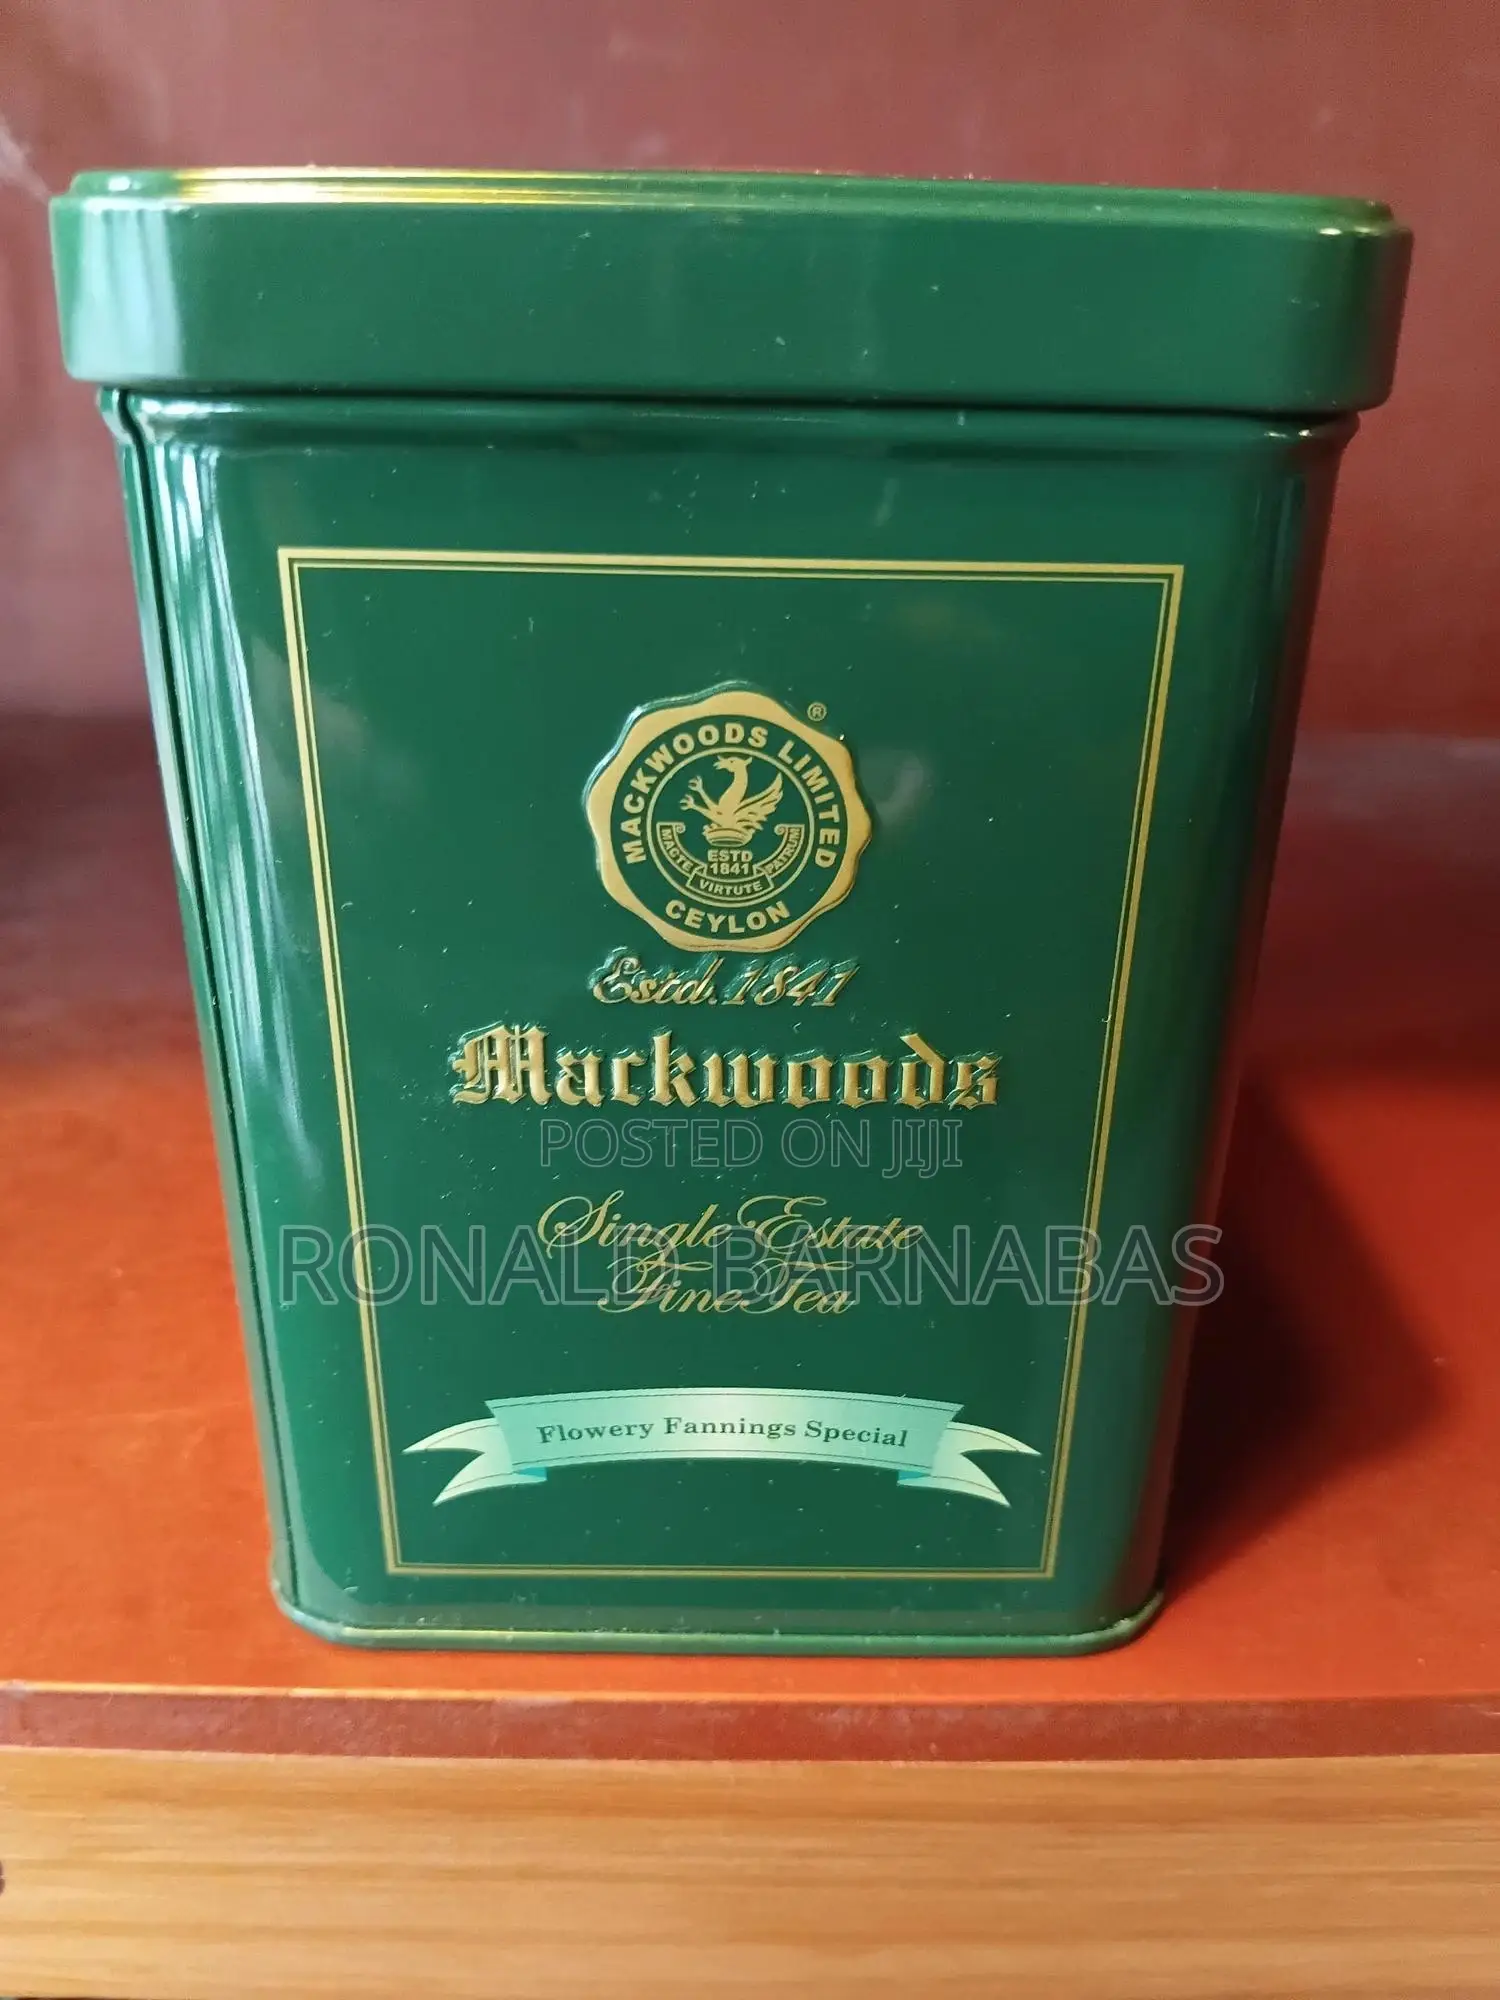 ®
MACKWOODS LIMITED
ESTD
1841
MACTE VIRTUTE PATRUM
CEYLON
Estd. 1841
Mackwoods
POSTED ON JIJI
Single Estate
RONALD BARNABAS
Fine Tea
Flowery Fannings Special